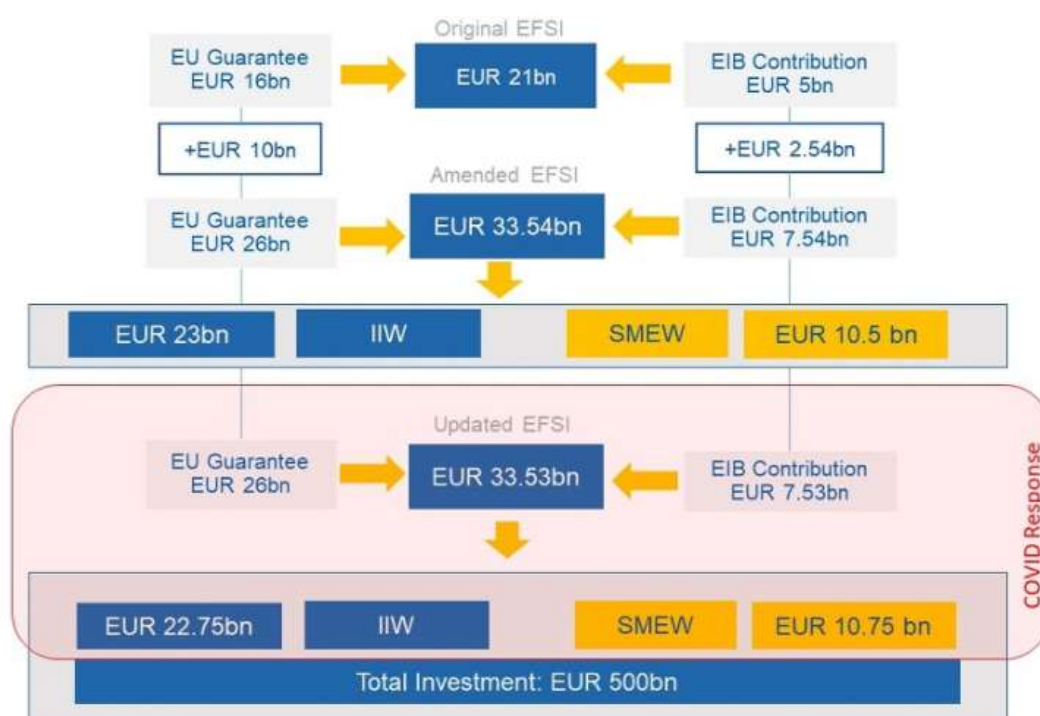 Original EFSI
EU Guarantee
EUR 16bn
EUR 21bn
EIB Contribution
EUR 5bn
+EUR 10bn
+EUR 2.54bn
Amended EFSI
EU Guarantee
EUR 26bn
EUR 33.54bn
EIB Contribution
EUR 7.54bn
EUR 23bn
IIW
SMEW
EUR 10.5 bn
Updated EFSI
EU Guarantee
EUR 26bn
EUR 33.53bn
EIB Contribution
EUR 7.53bn
COVID Response
EUR 22.75bn
IIW
SMEW
EUR 10.75 bn
Total Investment: EUR 500bn